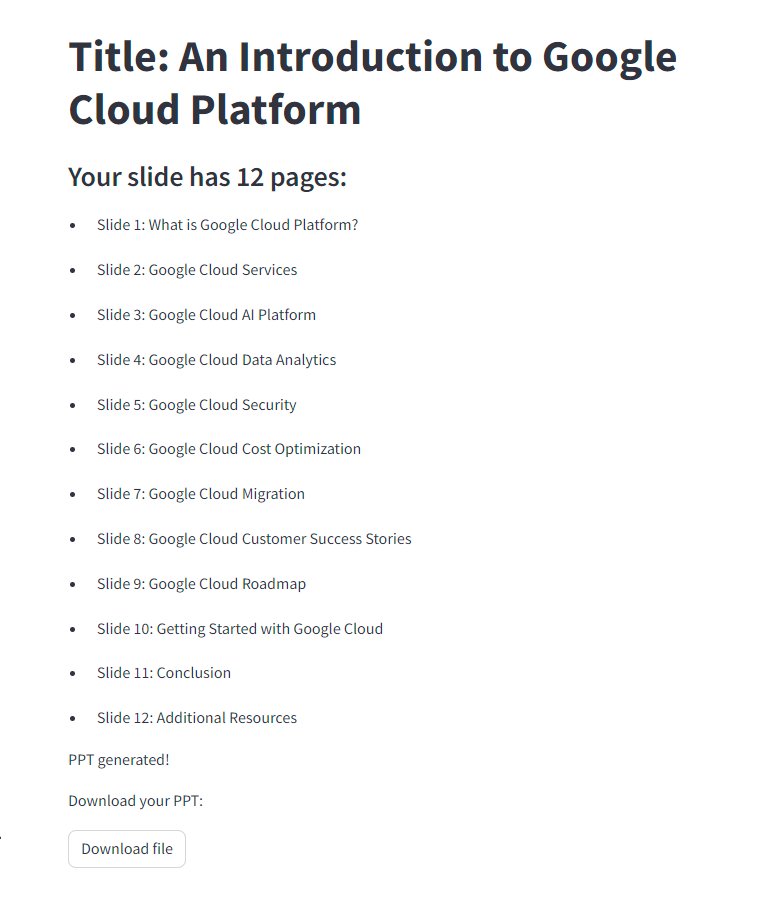 Title: An Introduction to Google
Cloud Platform
Your slide has 12 pages:
• Slide 1: What is Google Cloud Platform?
• Slide 2: Google Cloud Services
• Slide 3: Google Cloud AI Platform
• Slide 4: Google Cloud Data Analytics
• Slide 5: Google Cloud Security
• Slide 6: Google Cloud Cost Optimization
• Slide 7: Google Cloud Migration
• Slide 8: Google Cloud Customer Success Stories
• Slide 9: Google Cloud Roadmap
• Slide 10: Getting Started with Google Cloud
• Slide 11: Conclusion
• Slide 12: Additional Resources
PPT generated!
Download your PPT:
Download file